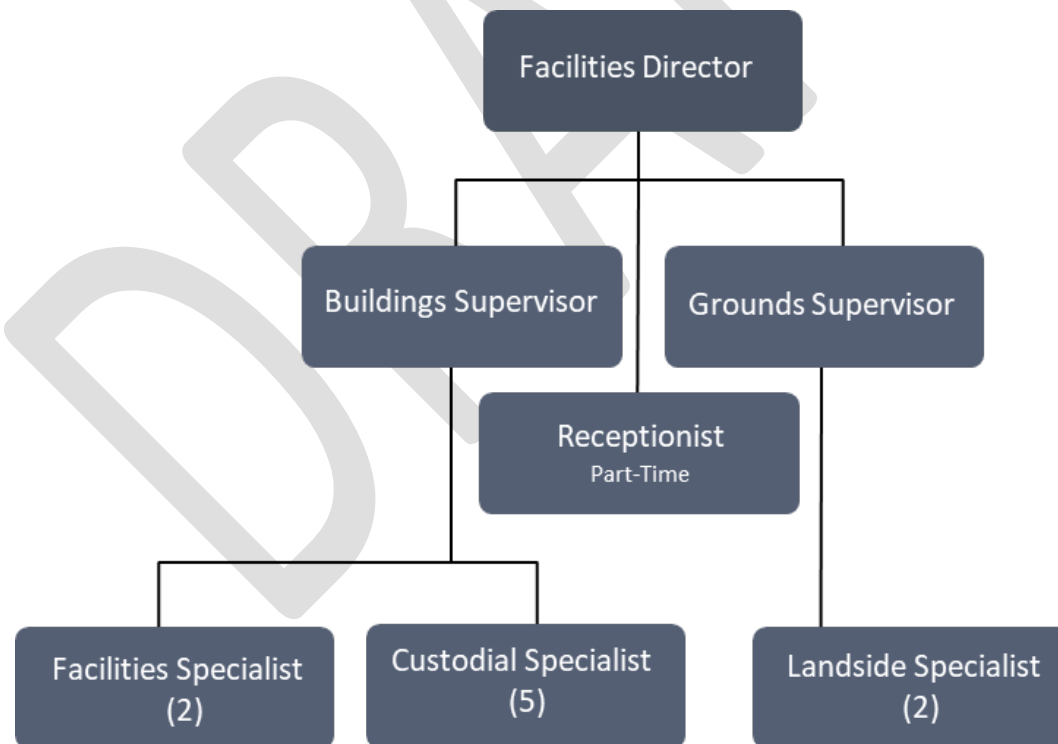 Facilities Director
Buildings Supervisor
Grounds Supervisor
Receptionist
Part-Time
Facilities Specialist
(2)
Custodial Specialist
(5)
Landside Specialist
(2)